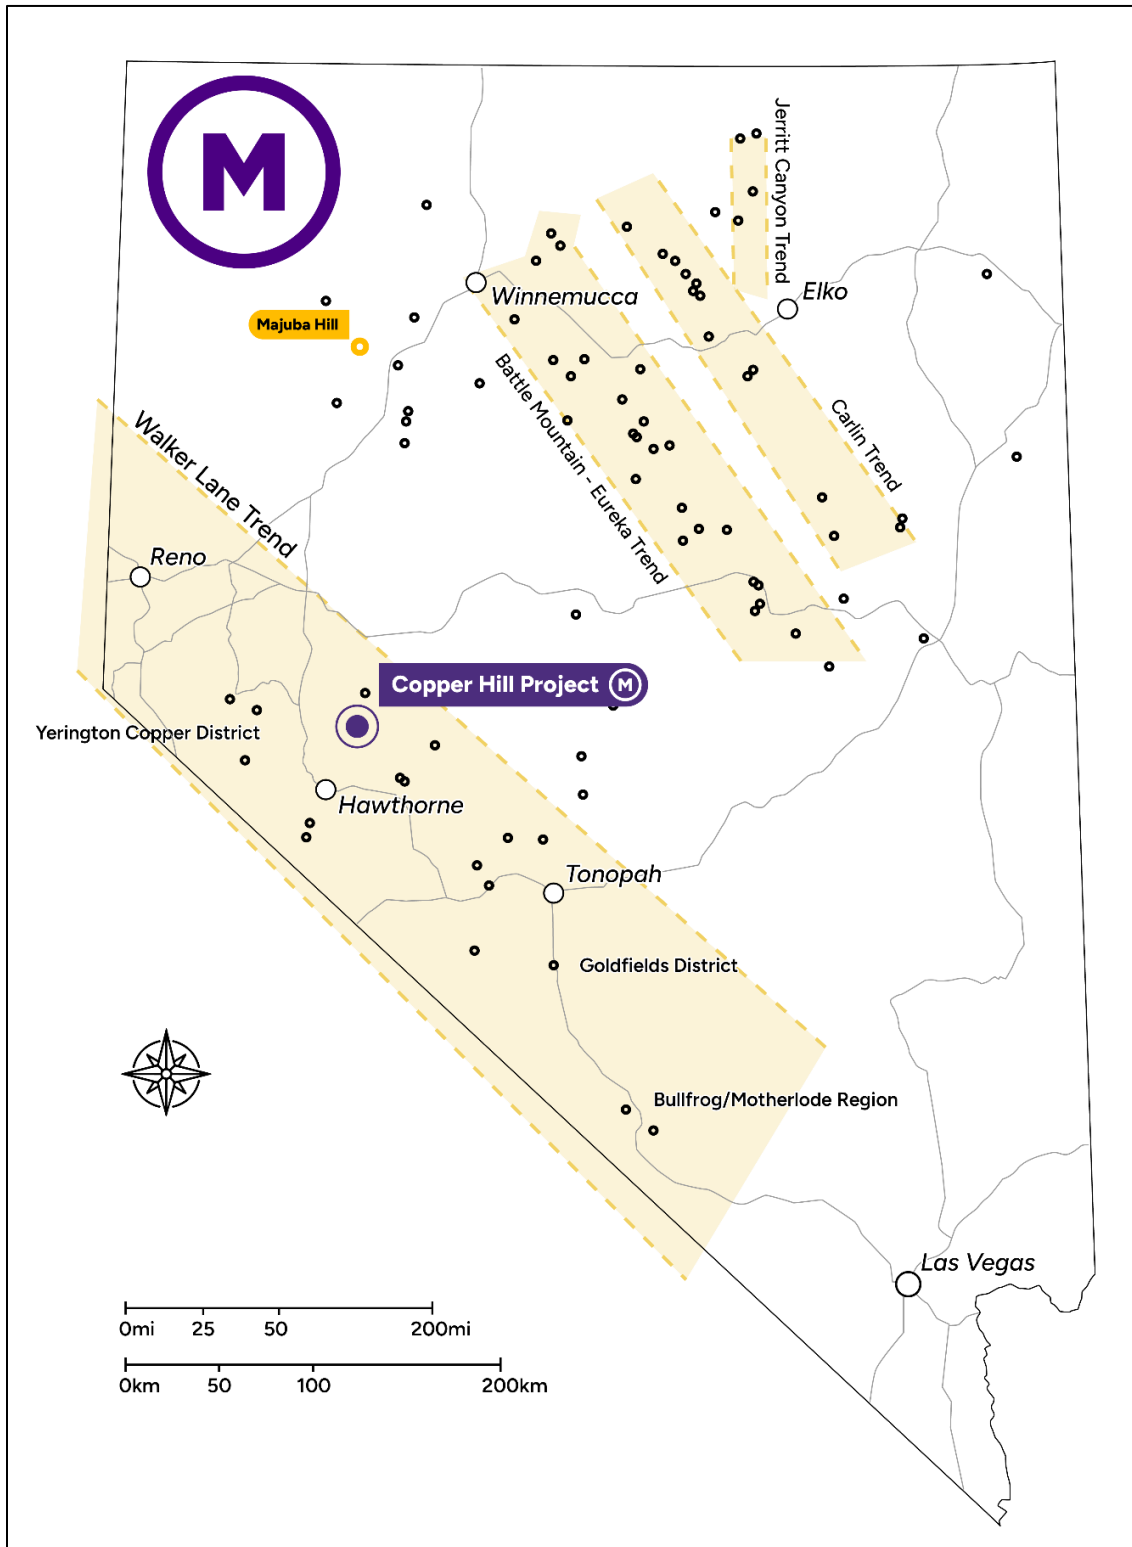 M
Jerritt Canyon Trend
Elko
Winnemucca
Majuba Hill
Battle Mountain - Eureka Trend
Carlin Trend
Walker Lane Trend
Reno
Copper Hill Project M
Yerington Copper District
Hawthorne
Tonopah
Goldfields District
Bullfrog/Motherlode Region
Las Vegas
0mi 25 50 200mi
0km 50 100 200km